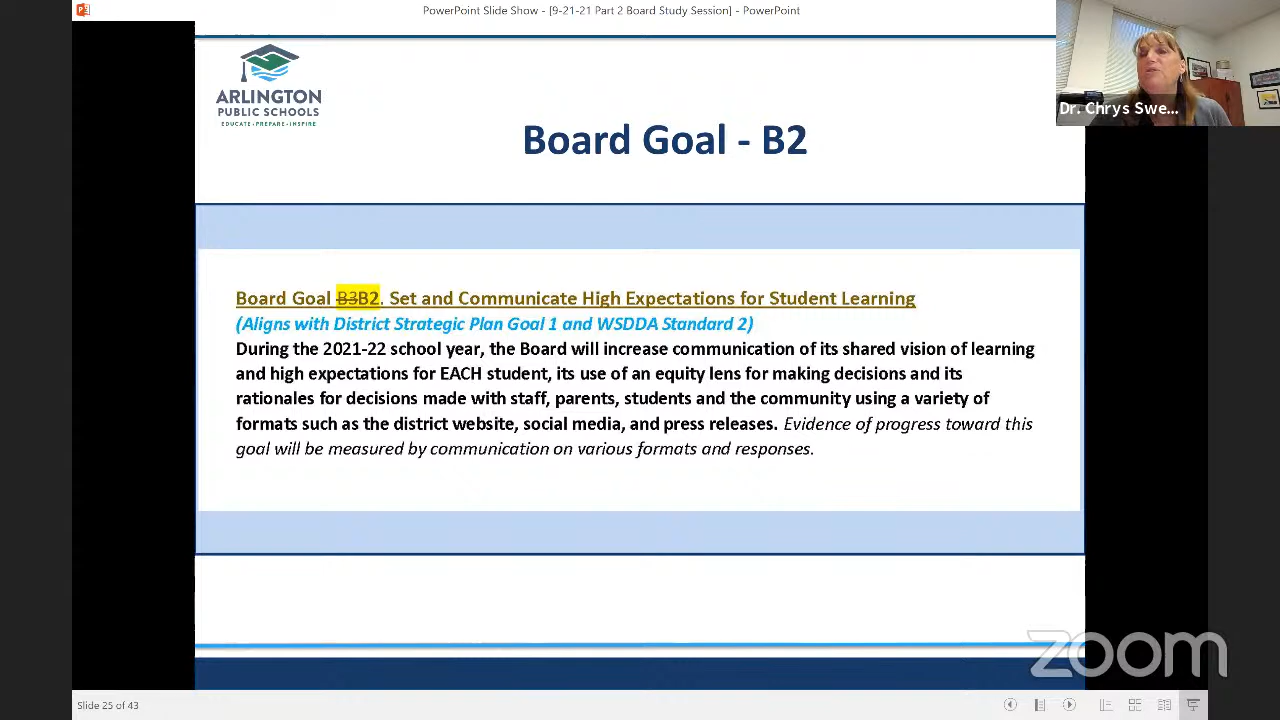 PowerPoint Slide Show - [9-21-21 Part 2 Board Study Session] - PowerPoint
ARLINGTON
PUBLIC SCHOOLS
EDUCATE • PREPARE • INSPIRE
Dr. Chrys Swe...
Board Goal - B2
Board Goal B3B2. Set and Communicate High Expectations for Student Learning
(Aligns with District Strategic Plan Goal 1 and WSDDA Standard 2)
During the 2021-22 school year, the Board will increase communication of its shared vision of learning
and high expectations for EACH student, its use of an equity lens for making decisions and its
rationales for decisions made with staff, parents, students and the community using a variety of
formats such as the district website, social media, and press releases. Evidence of progress toward this
goal will be measured by communication on various formats and responses.
zoom
Slide 25 of 43